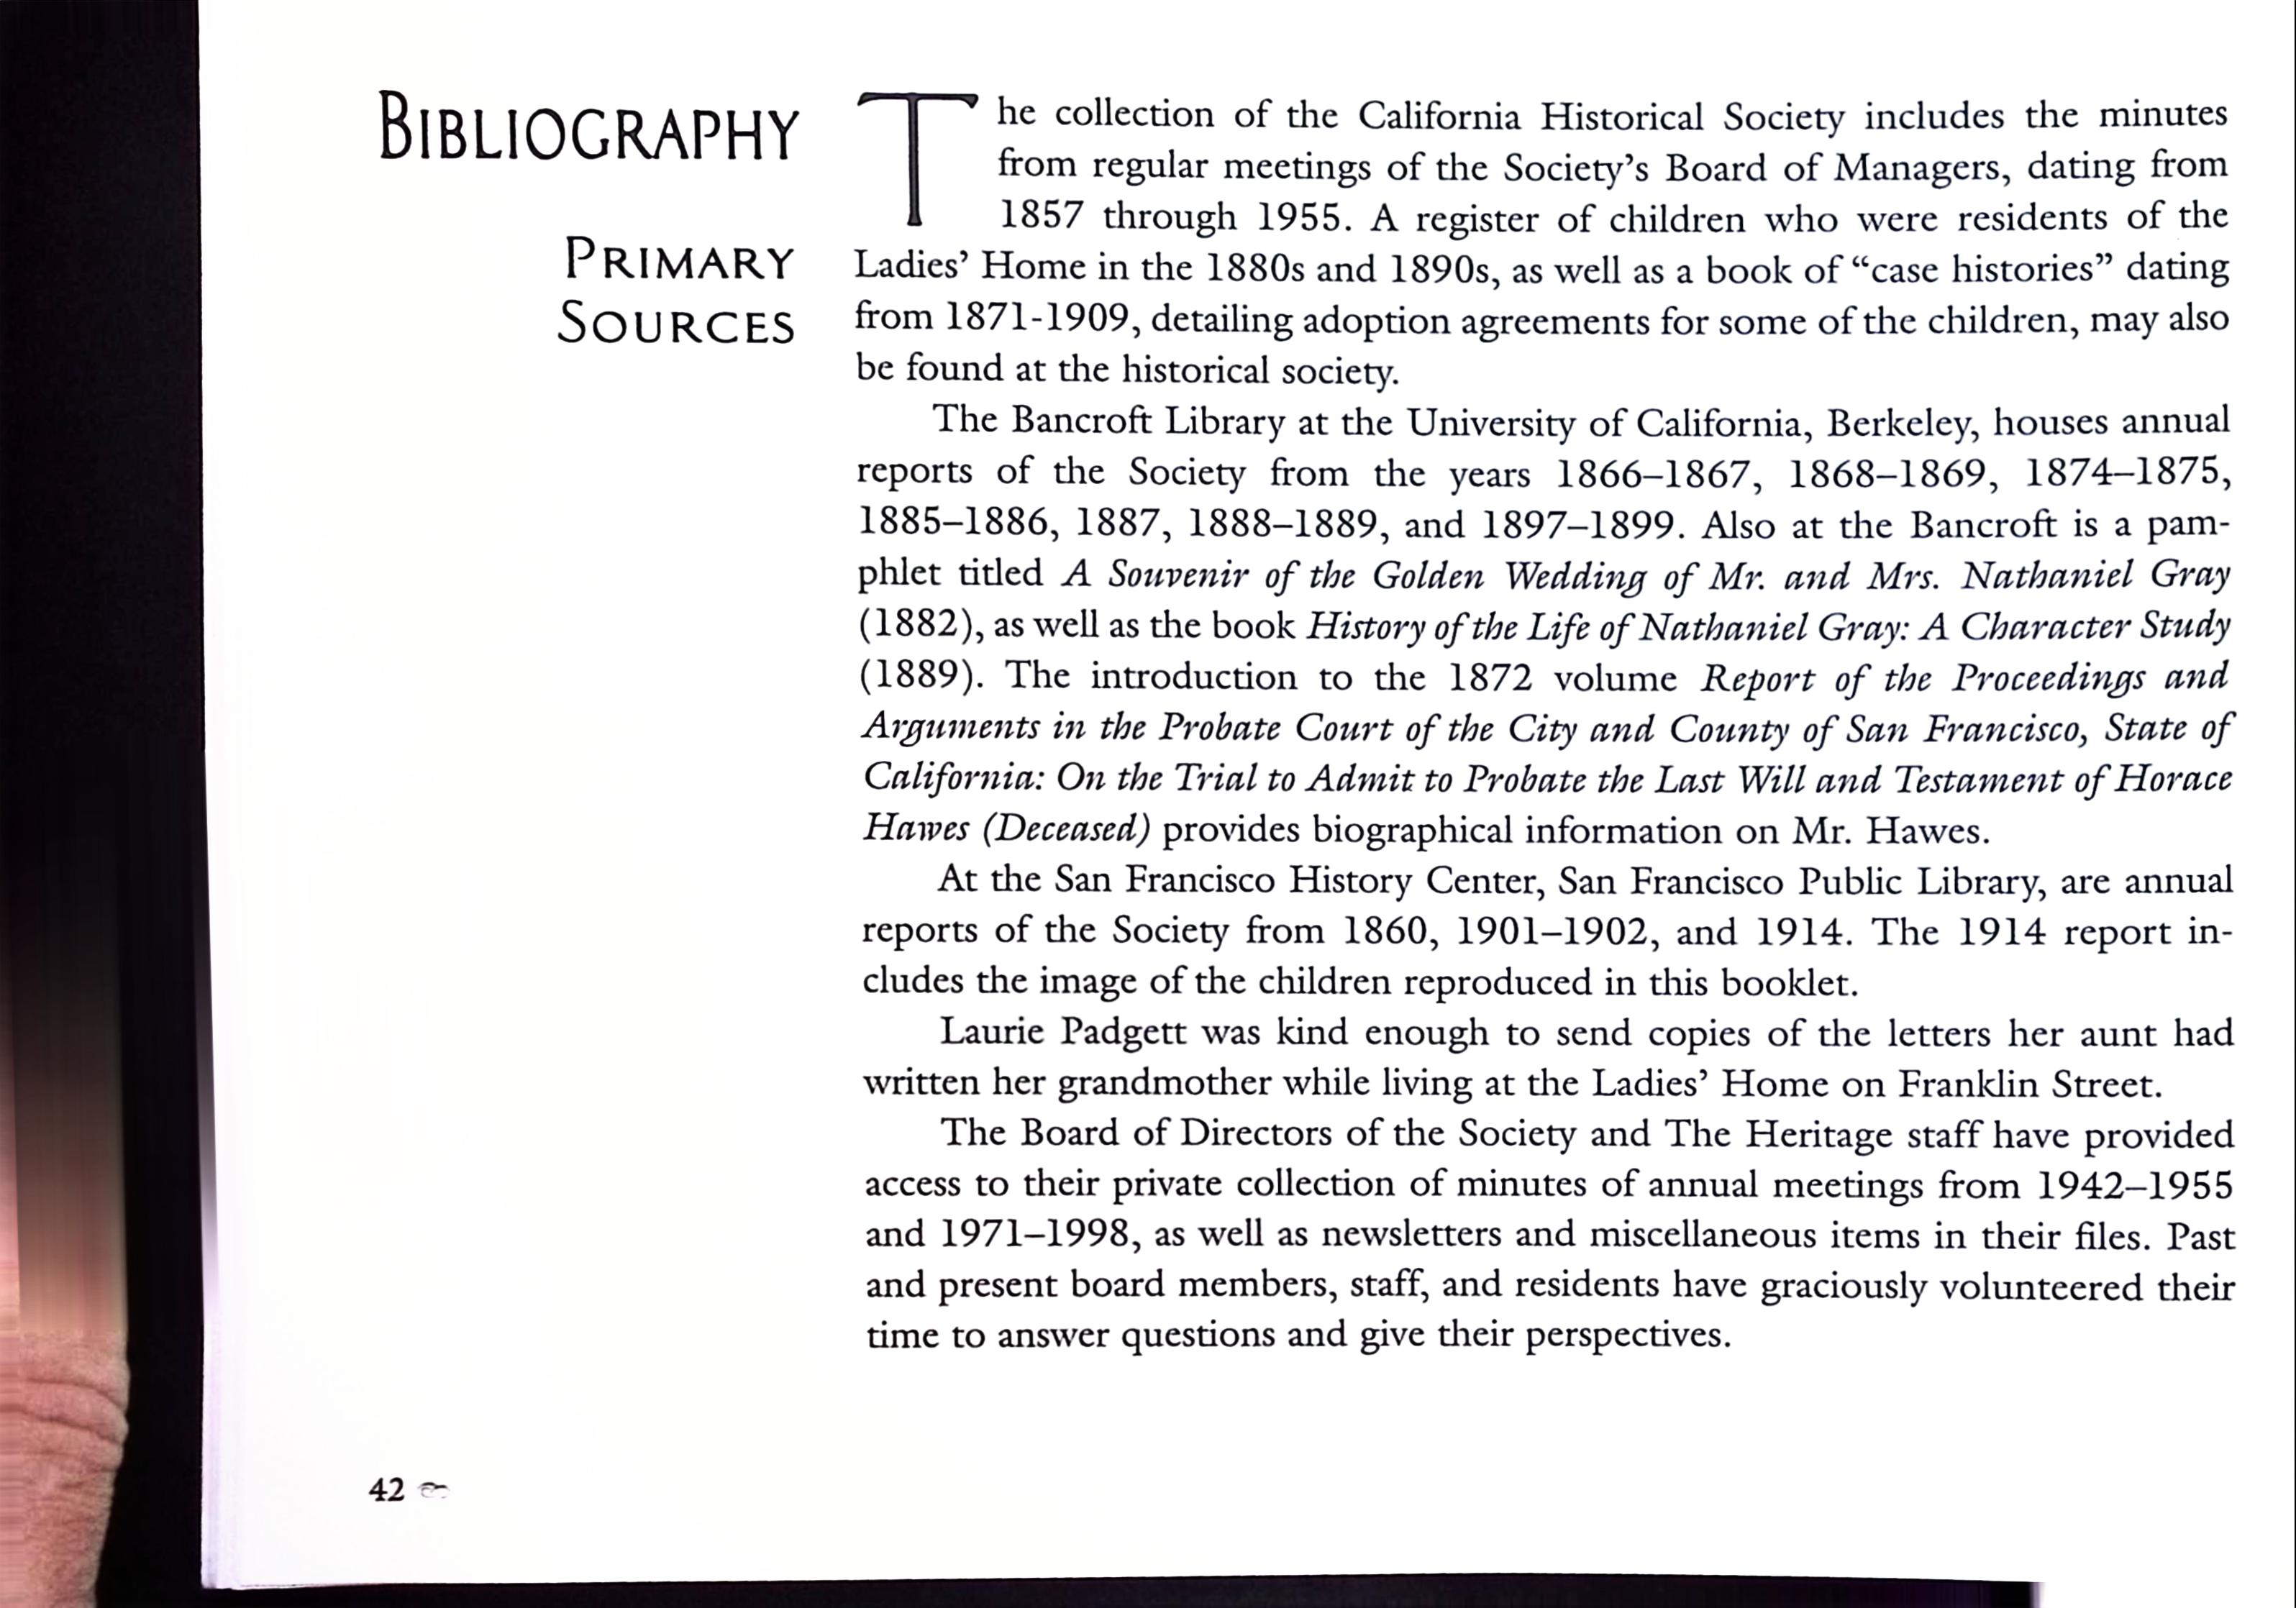 BIBLIOGRAPHY
PRIMARY
SOURCES
The collection of the California Historical Society includes the minutes
from regular meetings of the Society's Board of Managers, dating from
1857 through 1955. A register of children who were residents of the
Ladies' Home in the 1880s and 1890s, as well as a book of “case histories” dating
from 1871-1909, detailing adoption agreements for some of the children, may also
be found at the historical society.
The Bancroft Library at the University of California, Berkeley, houses annual
reports of the Society from the years 1866–1867, 1868–1869, 1874–1875,
1885–1886, 1887, 1888–1889, and 1897–1899. Also at the Bancroft is a pam-
phlet titled A Souvenir of the Golden Wedding of Mr. and Mrs. Nathaniel Gray
(1882), as well as the book History of the Life of Nathaniel Gray: A Character Study
(1889). The introduction to the 1872 volume Report of the Proceedings and
Arguments in the Probate Court of the City and County of San Francisco, State of
California: On the Trial to Admit to Probate the Last Will and Testament of Horace
Hawes (Deceased) provides biographical information on Mr. Hawes.
At the San Francisco History Center, San Francisco Public Library, are annual
reports of the Society from 1860, 1901–1902, and 1914. The 1914 report in-
cludes the image of the children reproduced in this booklet.
Laurie Padgett was kind enough to send copies of the letters her aunt had
written her grandmother while living at the Ladies' Home on Franklin Street.
The Board of Directors of the Society and The Heritage staff have provided
access to their private collection of minutes of annual meetings from 1942–1955
and 1971–1998, as well as newsletters and miscellaneous items in their files. Past
and present board members, staff, and residents have graciously volunteered their
time to answer questions and give their perspectives.
42